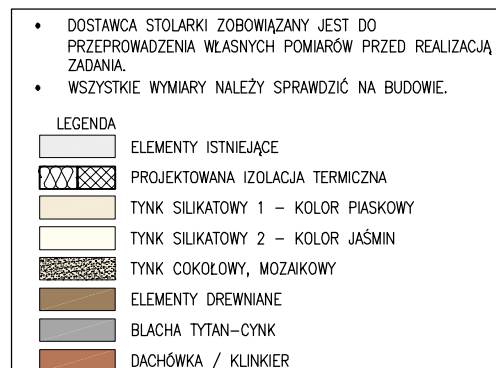 • DOSTAWCA STOLARKI ZOBOWIĄZANY JEST DO
PRZEPROWADZENIA WŁASNYCH POMIARÓW PRZED REALIZACJĄ
ZADANIA.
• WSZYSTKIE WYMIARY NALEŻY SPRAWDZIĆ NA BUDOWIE.
LEGENDA
ELEMENTY ISTNIEJĄCE
PROJEKTOWANA IZOLACJA TERMICZNA
TYNK SILIKATOWY 1 – KOLOR PIASKOWY
TYNK SILIKATOWY 2 – KOLOR JAŚMIN
TYNK COKOŁOWY, MOZAIKOWY
ELEMENTY DREWNIANE
BLACHA TYTAN–CYNK
DACHÓWKA / KLINKIER